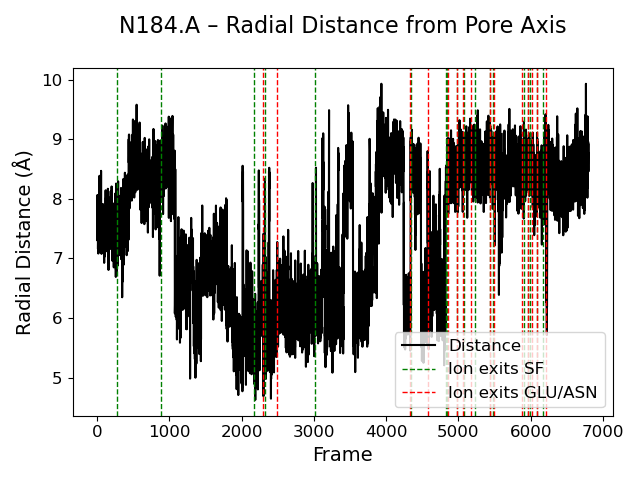 N184.A – Radial Distance from Pore Axis
Radial Distance (Å)
10
9
8
7
6
5
Distance
Ion exits SF
Ion exits GLU/ASN
0 1000 2000 3000 4000 5000 6000 7000
Frame